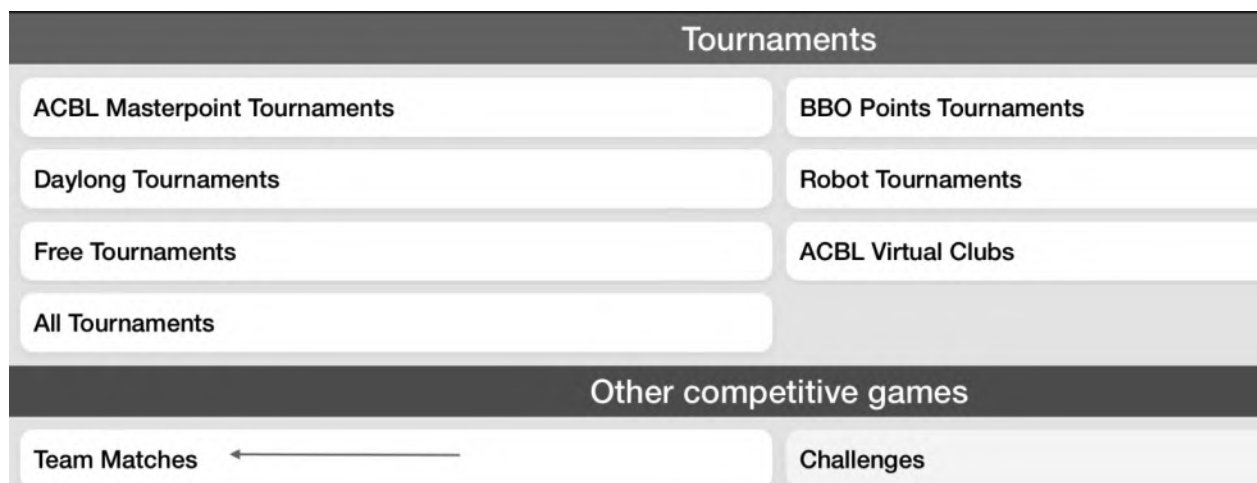 Tournaments
ACBL Masterpoint Tournaments
BBO Points Tournaments
Daylong Tournaments
Robot Tournaments
Free Tournaments
ACBL Virtual Clubs
All Tournaments
Other competitive games
Team Matches
Challenges